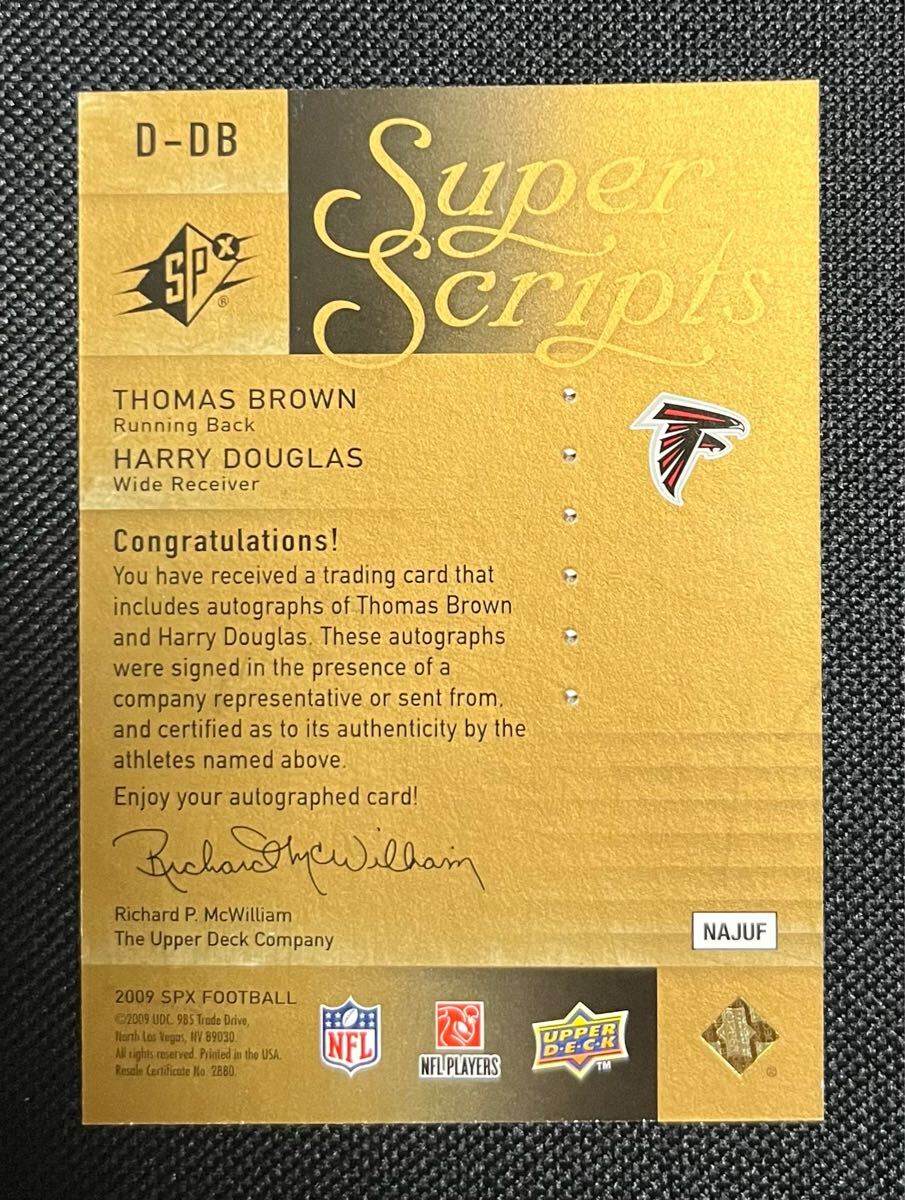 D-DB
Super
Scripts
SPX®
THOMAS BROWN
Running Back
HARRY DOUGLAS
Wide Receiver
Congratulations!
You have received a trading card that
includes autographs of Thomas Brown
and Harry Douglas. These autographs
were signed in the presence of a
company representative or sent from,
and certified as to its authenticity by the
athletes named above.
Enjoy your autographed card!
Richard McWilliam
Richard P. McWilliam
The Upper Deck Company
NAJUF
2009 SPX FOOTBALL
©2009 UDC. 985 Trade Drive,
North Las Vegas, NV 89030.
All rights reserved. Printed in the USA.
Resale Certificate No. 2880.
NFL
NFL PLAYERS
UPPER
D·E·C·K
TM
®